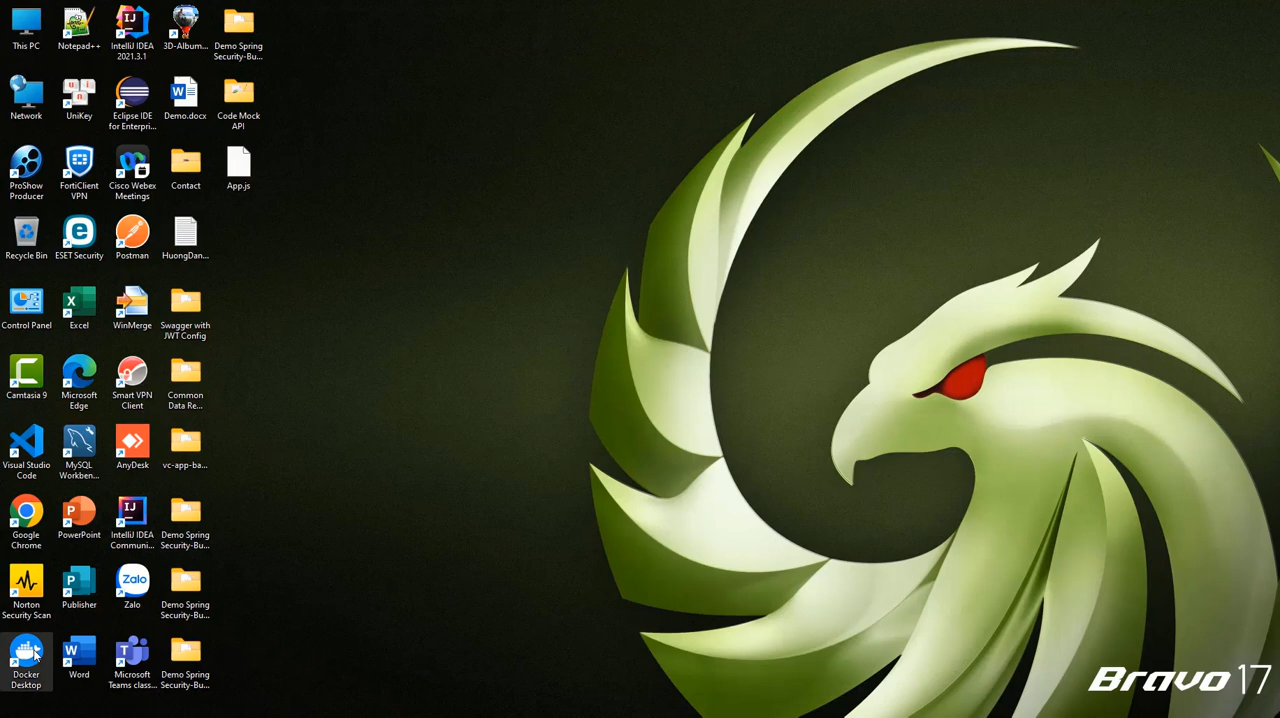 This PC
Notepad++
IntelliJ IDEA
2021.3.1
3D-Album...
Demo Spring
Security-Bu...
Network
UniKey
Eclipse IDE
for Enterpri...
Demo.docx
Code Mock
API
ProShow
Producer
FortiClient
VPN
Cisco Webex
Meetings
Contact
App.js
Recycle Bin
ESET Security
Postman
HuongDan...
Control Panel
Excel
WinMerge
Swagger with
JWT Config
Camtasia 9
Microsoft
Edge
Smart VPN
Client
Common
Data Re...
Visual Studio
Code
MySQL
Workben...
AnyDesk
vc-app-ba...
Google
Chrome
PowerPoint
IntelliJ IDEA
Communi...
Demo Spring
Security-Bu...
Norton
Security Scan
Publisher
Zalo
Zalo
Demo Spring
Security-Bu...
Docker
Desktop
Word
Microsoft
Teams class...
Demo Spring
Security-Bu...
Bravo 17